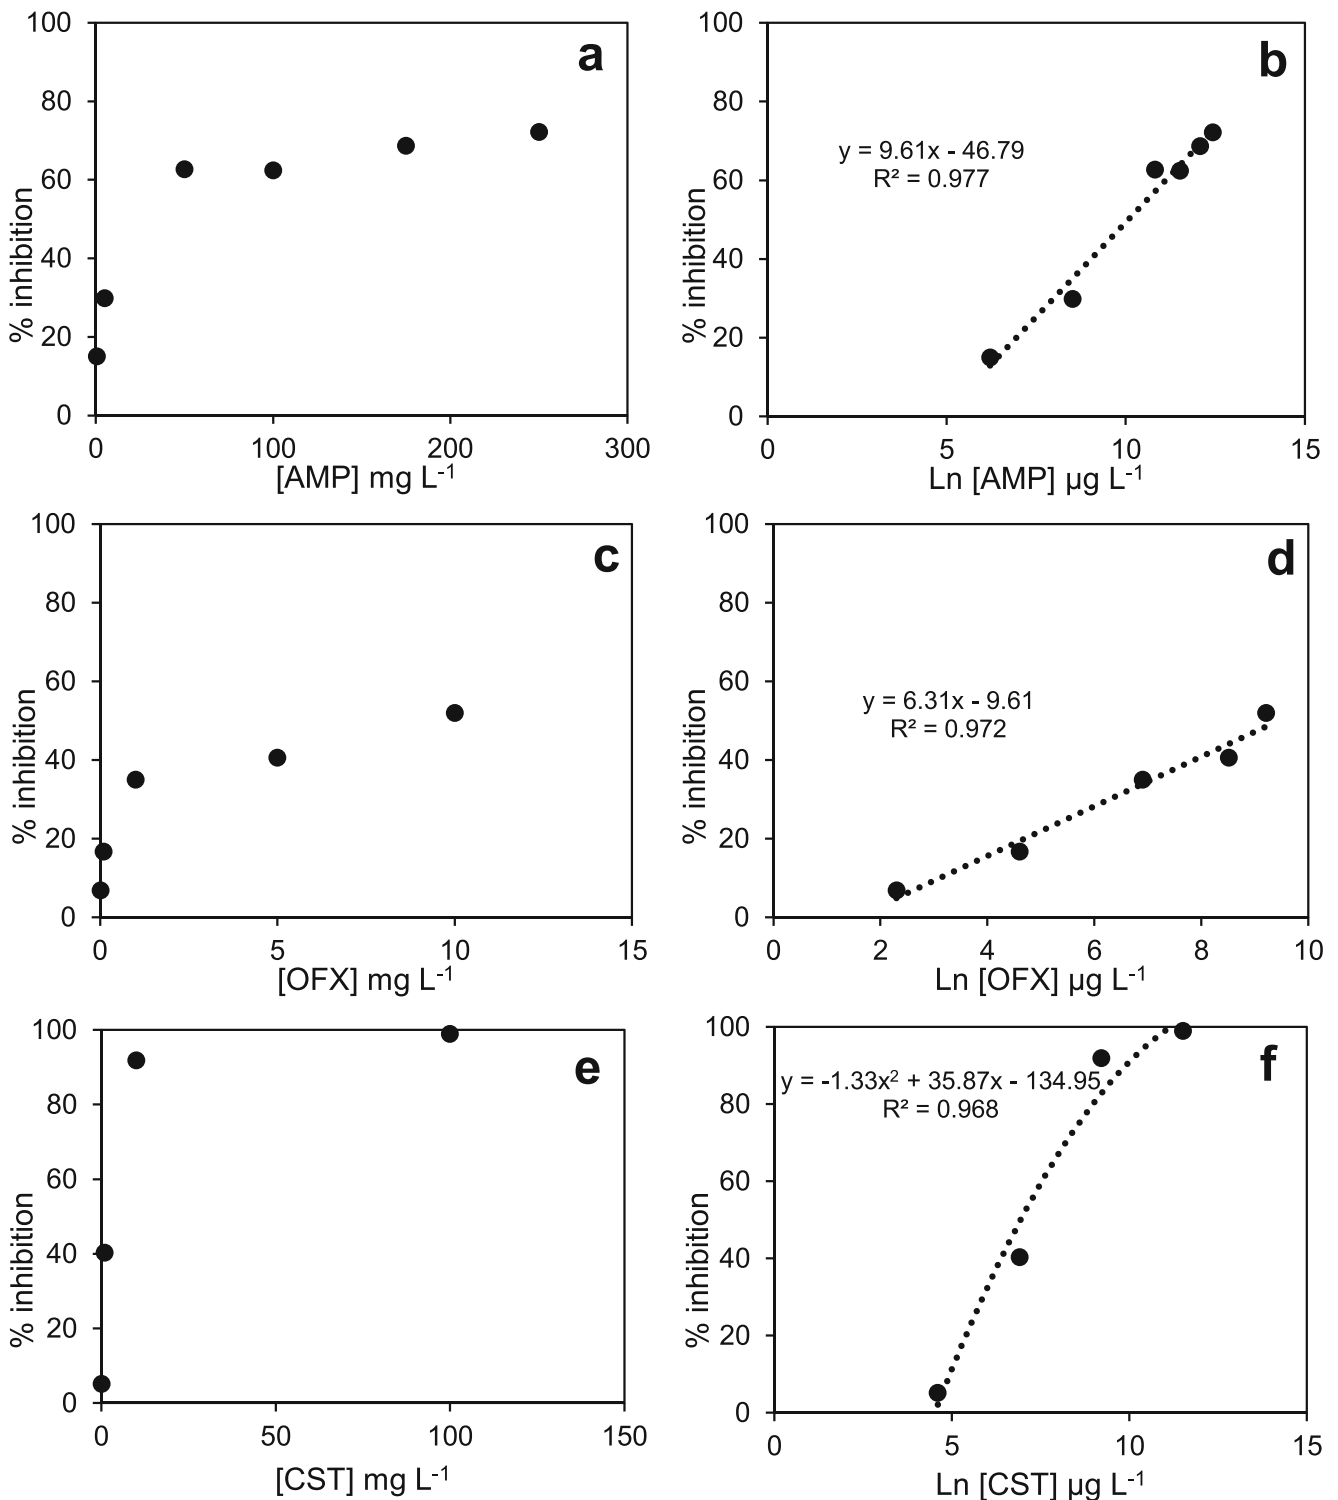 a
100
80
60
40
20
0
% inhibition
0 100 200 300
[AMP] mg L⁻¹
b
100
80
60
40
20
0
% inhibition
y = 9.61x - 46.79
R² = 0.977
0 5 10 15
Ln [AMP] µg L⁻¹
c
100
80
60
40
20
0
% inhibition
0 5 10 15
[OFX] mg L⁻¹
d
100
80
60
40
20
0
% inhibition
y = 6.31x - 9.61
R² = 0.972
0 2 4 6 8 10
Ln [OFX] µg L⁻¹
e
100
80
60
40
20
0
% inhibition
0 50 100 150
[CST] mg L⁻¹
f
100
80
60
40
20
0
% inhibition
y = -1.33x² + 35.87x - 134.95
R² = 0.968
0 5 10 15
Ln [CST] µg L⁻¹